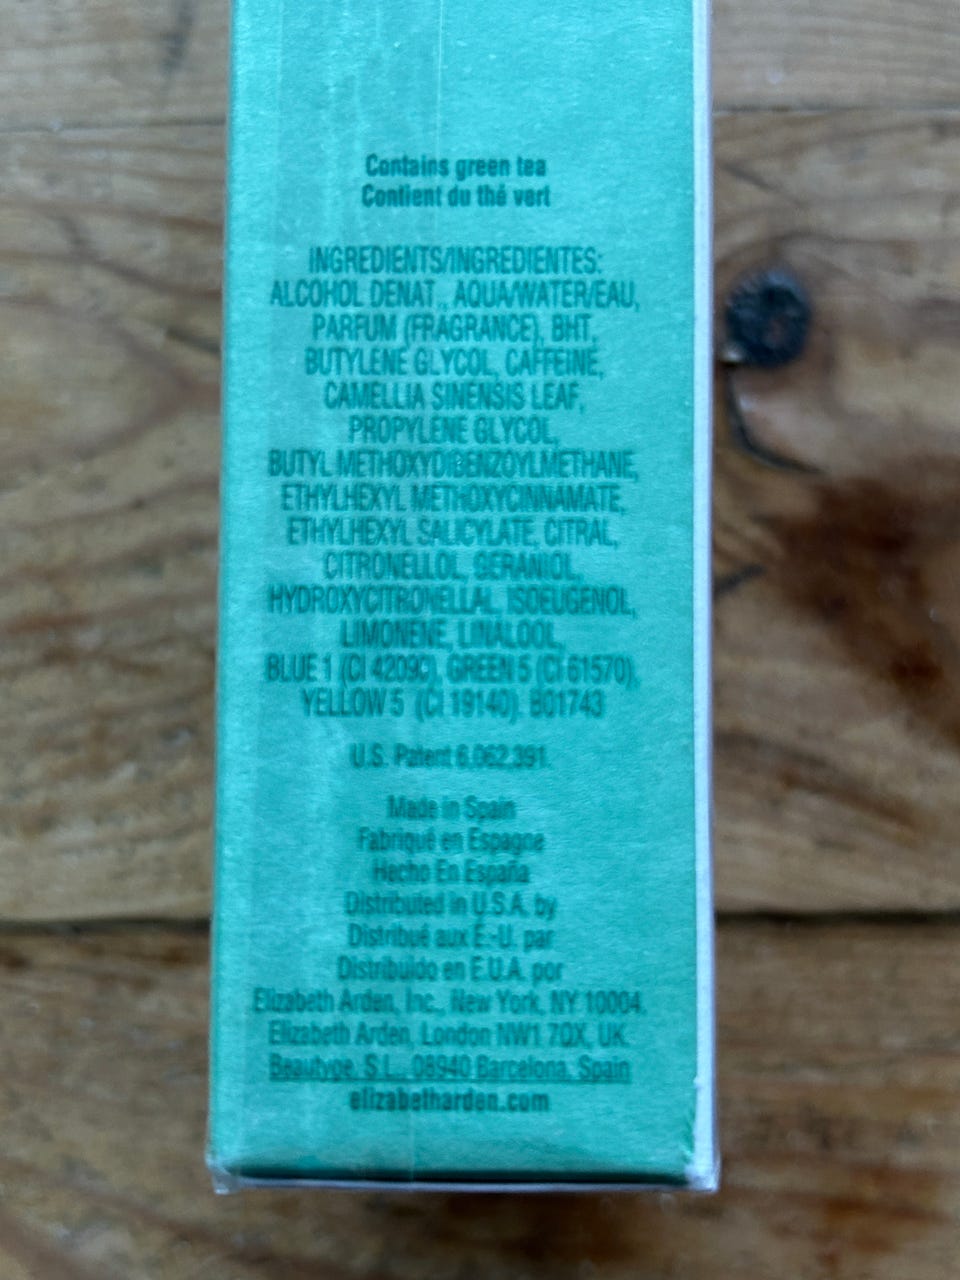 Contains green tea
Contient du thé vert
INGREDIENTS/INGREDIENTES:
ALCOHOL DENAT., AQUA/WATER/EAU,
PARFUM (FRAGRANCE), BHT,
BUTYLENE GLYCOL, CAFFEINE,
CAMELLIA SINENSIS LEAF,
PROPYLENE GLYCOL,
BUTYL METHOXYDIBENZOYLMETHANE,
ETHYLHEXYL METHOXYCINNAMATE,
ETHYLHEXYL SALICYLATE, CITRAL,
CITRONELLOL, GERANIOL,
HYDROXYCITRONELLAL, ISOEUGENOL,
LIMONENE, LINALOOL,
BLUE 1 (CI 42090), GREEN 5 (CI 61570),
YELLOW 5 (CI 19140). B01743
U.S. Patent 6.062.391.
Made in Spain
Fabriqué en Espagne
Hecho En España
Distributed in U.S.A. by
Distribué aux E.-U. par
Distribuido en E.U.A. por
Elizabeth Arden, Inc., New York, NY 10004.
Elizabeth Arden, London NW1 7QX, UK
Beautyge, S.L., 08940 Barcelona. Spain
elizabetharden.com